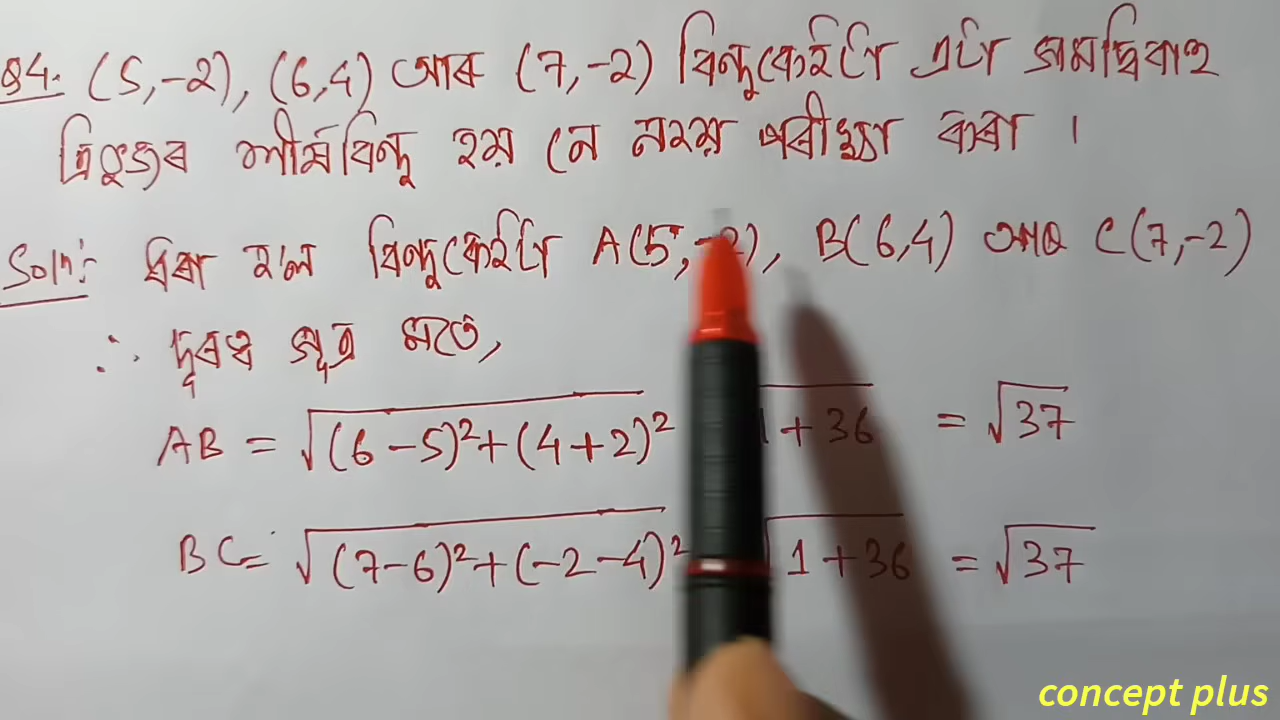 Q4. (5,-2), (6,4) আৰু (7,-2) বিন্দুকেইটা এটা সমদ্বিবাহু
ত্ৰিভুজৰ শীৰ্ষবিন্দু হয় নে নহয় পৰীক্ষা কৰা ।
Soln:- ধৰা হ'ল বিন্দুকেইটা A(5,-2), B(6,4) আৰু C(7,-2)
∴ দূৰত্ব সূত্ৰ মতে,
AB = √(6-5)²+(4+2)² 1+36 = √37
BC= √(7-6)²+(-2-4)² √1+36 = √37
concept plus